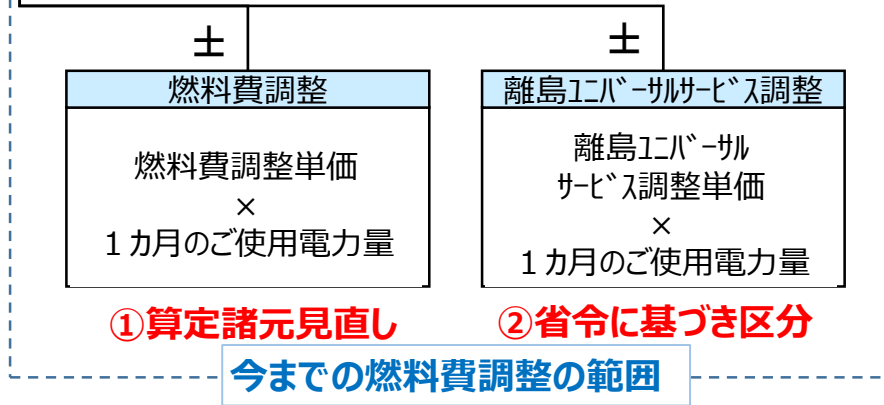 ±
±
燃料費調整
離島ﾕﾆﾊﾞｰｻﾙｻｰﾋﾞｽ調整
燃料費調整単価
×
１カ月のご使用電力量
離島ﾕﾆﾊﾞｰｻﾙ
ｻｰﾋﾞｽ調整単価
×
１カ月のご使用電力量
①算定諸元見直し
②省令に基づき区分
今までの燃料費調整の範囲